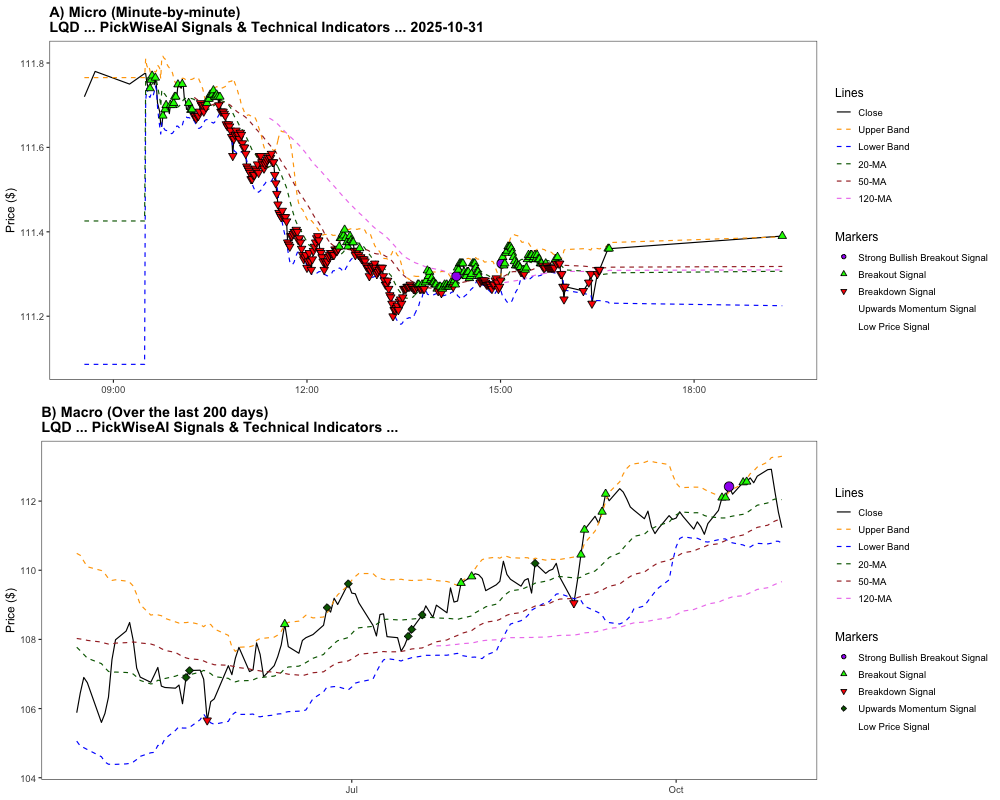 A) Micro (Minute-by-minute)
LQD ... PickWiseAI Signals & Technical Indicators ... 2025-10-31
Price ($)
111.8
111.6
111.4
111.2
09:00
12:00
15:00
18:00
Lines
Close
Upper Band
Lower Band
20-MA
50-MA
120-MA
Markers
Strong Bullish Breakout Signal
Breakout Signal
Breakdown Signal
Upwards Momentum Signal
Low Price Signal
B) Macro (Over the last 200 days)
LQD ... PickWiseAI Signals & Technical Indicators ...
Price ($)
112
110
108
106
104
Jul
Oct
Lines
Close
Upper Band
Lower Band
20-MA
50-MA
120-MA
Markers
Strong Bullish Breakout Signal
Breakout Signal
Breakdown Signal
Upwards Momentum Signal
Low Price Signal